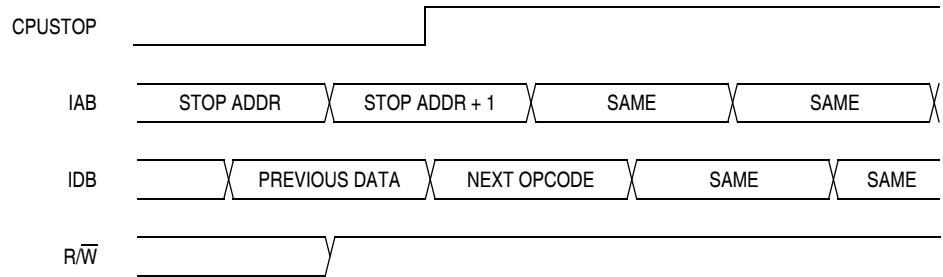 CPUSTOP
IAB STOP ADDR STOP ADDR + 1 SAME SAME
IDB PREVIOUS DATA NEXT OPCODE SAME SAME
R/W̅